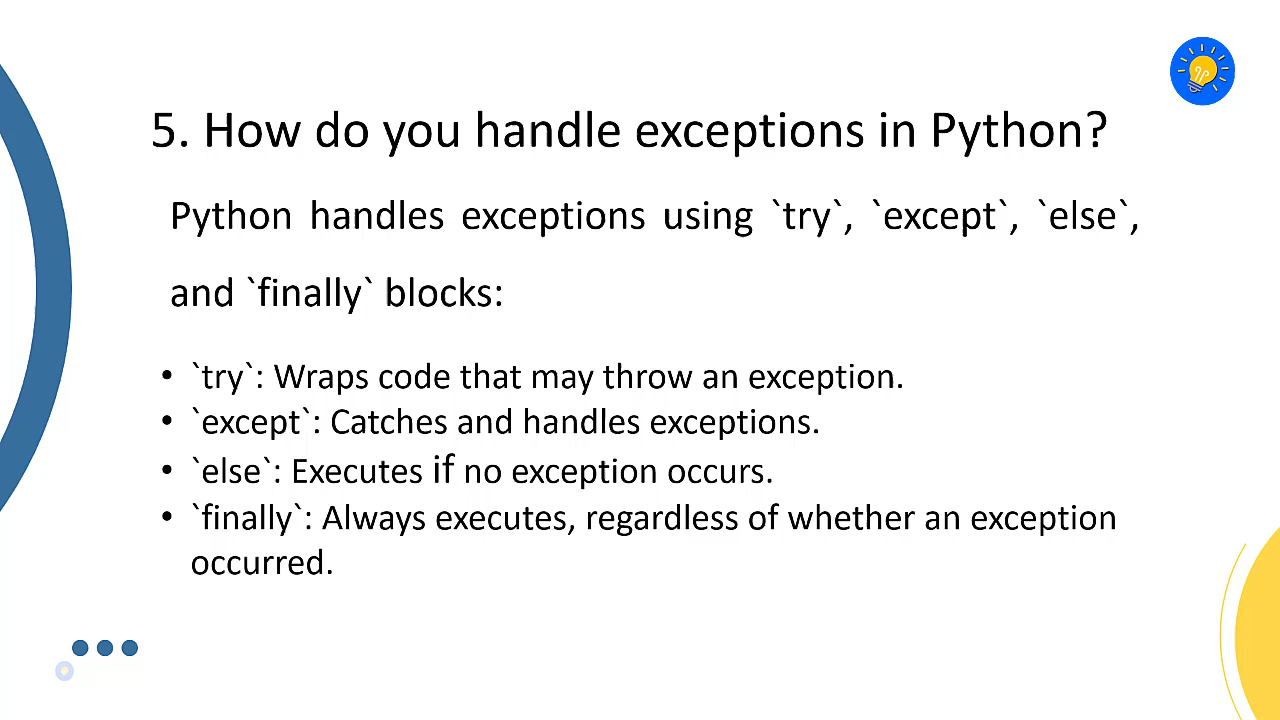 5. How do you handle exceptions in Python?
Python handles exceptions using `try`, `except`, `else`,
and `finally` blocks:
• `try`: Wraps code that may throw an exception.
• `except`: Catches and handles exceptions.
• `else`: Executes if no exception occurs.
• `finally`: Always executes, regardless of whether an exception
occurred.